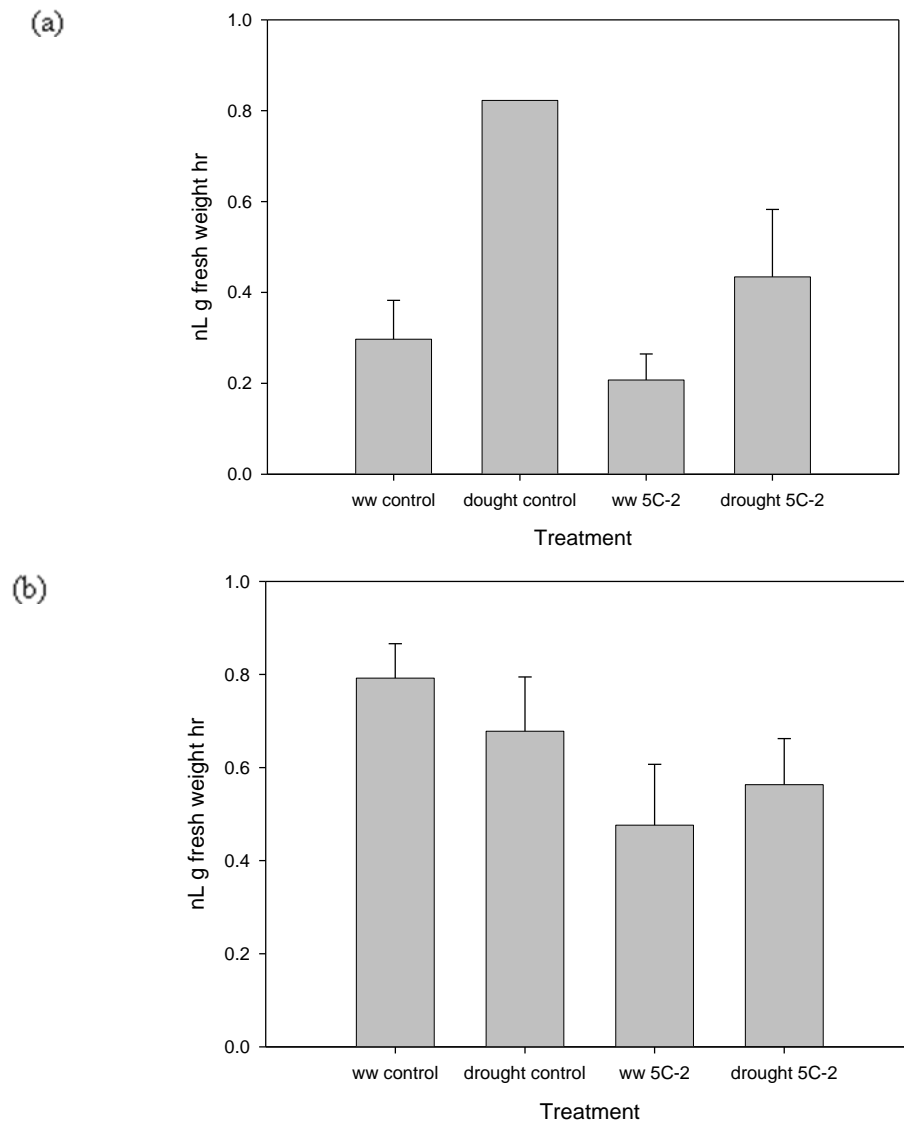 (a)
1.0
0.8
0.6
0.4
0.2
0.0
nL g fresh weight hr
ww control dought control ww 5C-2 drought 5C-2
Treatment
(b)
1.0
0.8
0.6
0.4
0.2
0.0
nL g fresh weight hr
ww control drought control ww 5C-2 drought 5C-2
Treatment